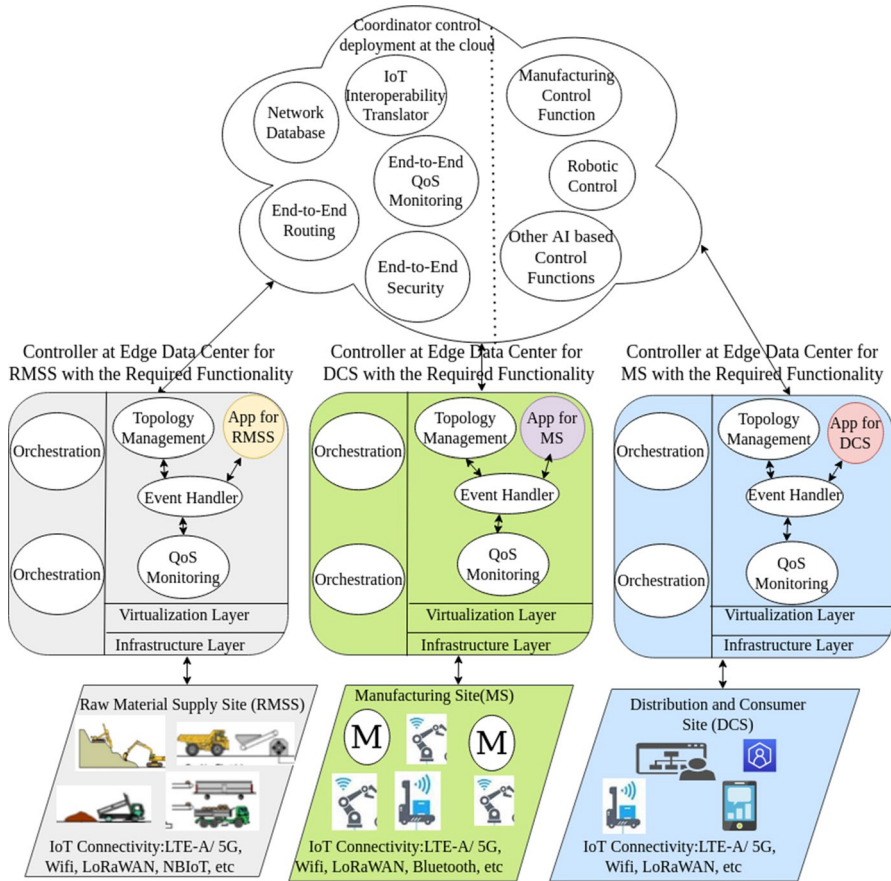 Coordinator control
deployment at the cloud
IoT
Interoperability
Translator
Network
Database
End-to-End
QoS
Monitoring
End-to-End
Routing
End-to-End
Security
Manufacturing
Control
Function
Robotic
Control
Other AI based
Control
Functions
Controller at Edge Data Center for
RMSS with the Required Functionality
Orchestration
Orchestration
Topology
Management
App for
RMSS
Event Handler
QoS
Monitoring
Virtualization Layer
Infrastructure Layer
Controller at Edge Data Center for
DCS with the Required Functionality
Orchestration
Orchestration
Topology
Management
App for
MS
Event Handler
QoS
Monitoring
Virtualization Layer
Infrastructure Layer
Controller at Edge Data Center for
MS with the Required Functionality
Orchestration
Orchestration
Topology
Management
App for
DCS
Event Handler
QoS
Monitoring
Virtualization Layer
Infrastructure Layer
Raw Material Supply Site (RMSS)
IoT Connectivity:LTE-A/ 5G,
Wifi, LoRaWAN, NBIoT, etc
Manufacturing Site(MS)
M
M
IoT Connectivity:LTE-A/ 5G,
Wifi, LoRaWAN, Bluetooth, etc
Distribution and Consumer
Site (DCS)
IoT Connectivity:LTE-A/ 5G,
Wifi, LoRaWAN, etc